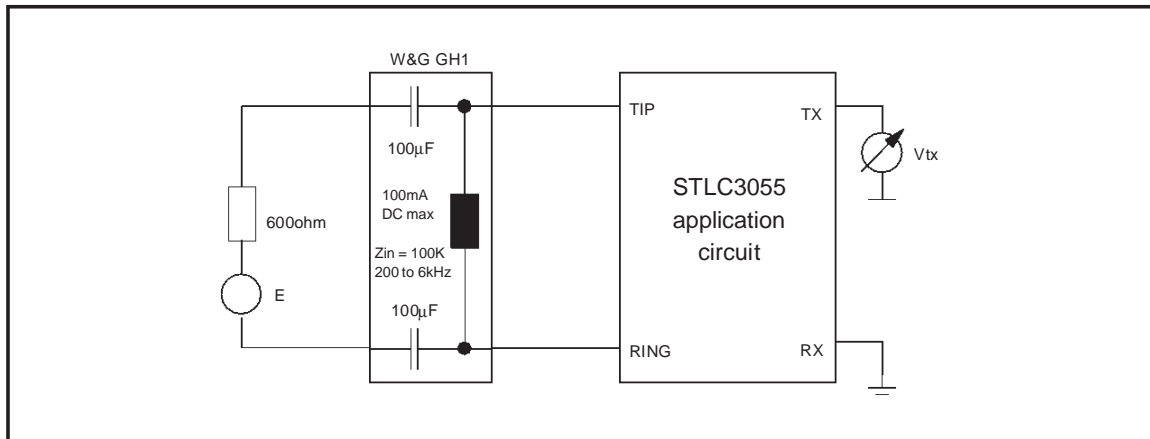 W&G GH1
TIP
TX
100μF
Vtx
STLC3055
application
circuit
100mA
DC max
600ohm
Zin = 100K
200 to 6kHz
E
100μF
RING
RX